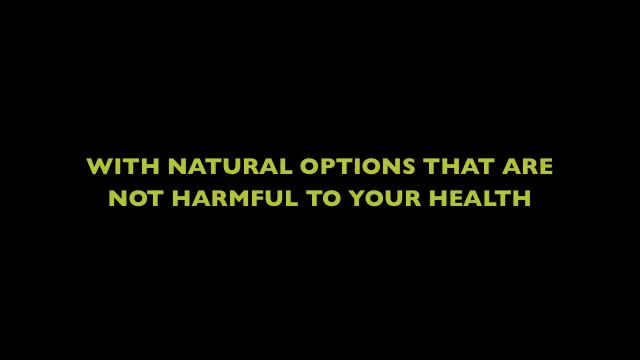 WITH NATURAL OPTIONS THAT ARE
NOT HARMFUL TO YOUR HEALTH